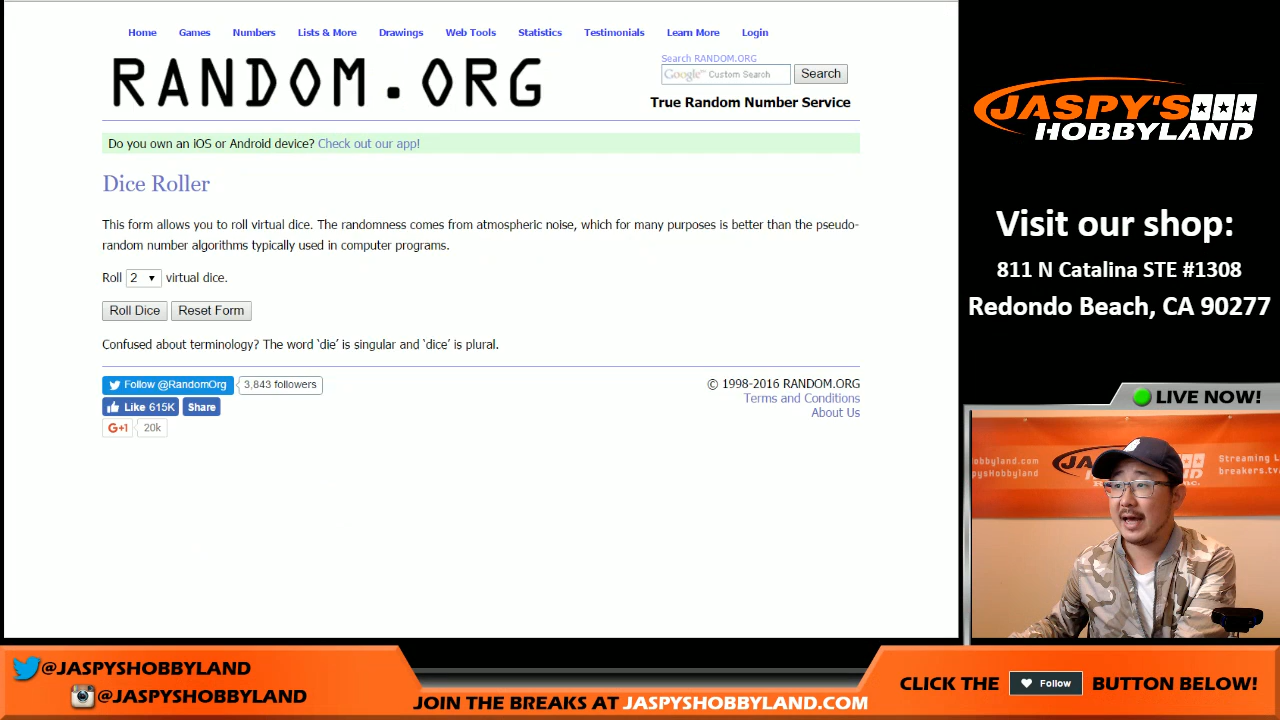 Home Games Numbers Lists & More Drawings Web Tools Statistics Testimonials Learn More Login
RANDOM.ORG
Search RANDOM.ORG
Google™ Custom Search Search
True Random Number Service
Do you own an iOS or Android device? Check out our app!
Dice Roller
This form allows you to roll virtual dice. The randomness comes from atmospheric noise, which for many purposes is better than the pseudo-
random number algorithms typically used in computer programs.
Roll 2 virtual dice.
Roll Dice Reset Form
Confused about terminology? The word ‘die’ is singular and ‘dice’ is plural.
Follow @RandomOrg 3,843 followers
Like 615K Share
G+1 20k
© 1998-2016 RANDOM.ORG
Terms and Conditions
About Us
JASPY'S
HOBBYLAND
Visit our shop:
811 N Catalina STE #1308
Redondo Beach, CA 90277
LIVE NOW!
@JASPYSHOBBYLAND
@JASPYSHOBBYLAND
JOIN THE BREAKS AT JASPYSHOBBYLAND.COM
CLICK THE Follow BUTTON BELOW!